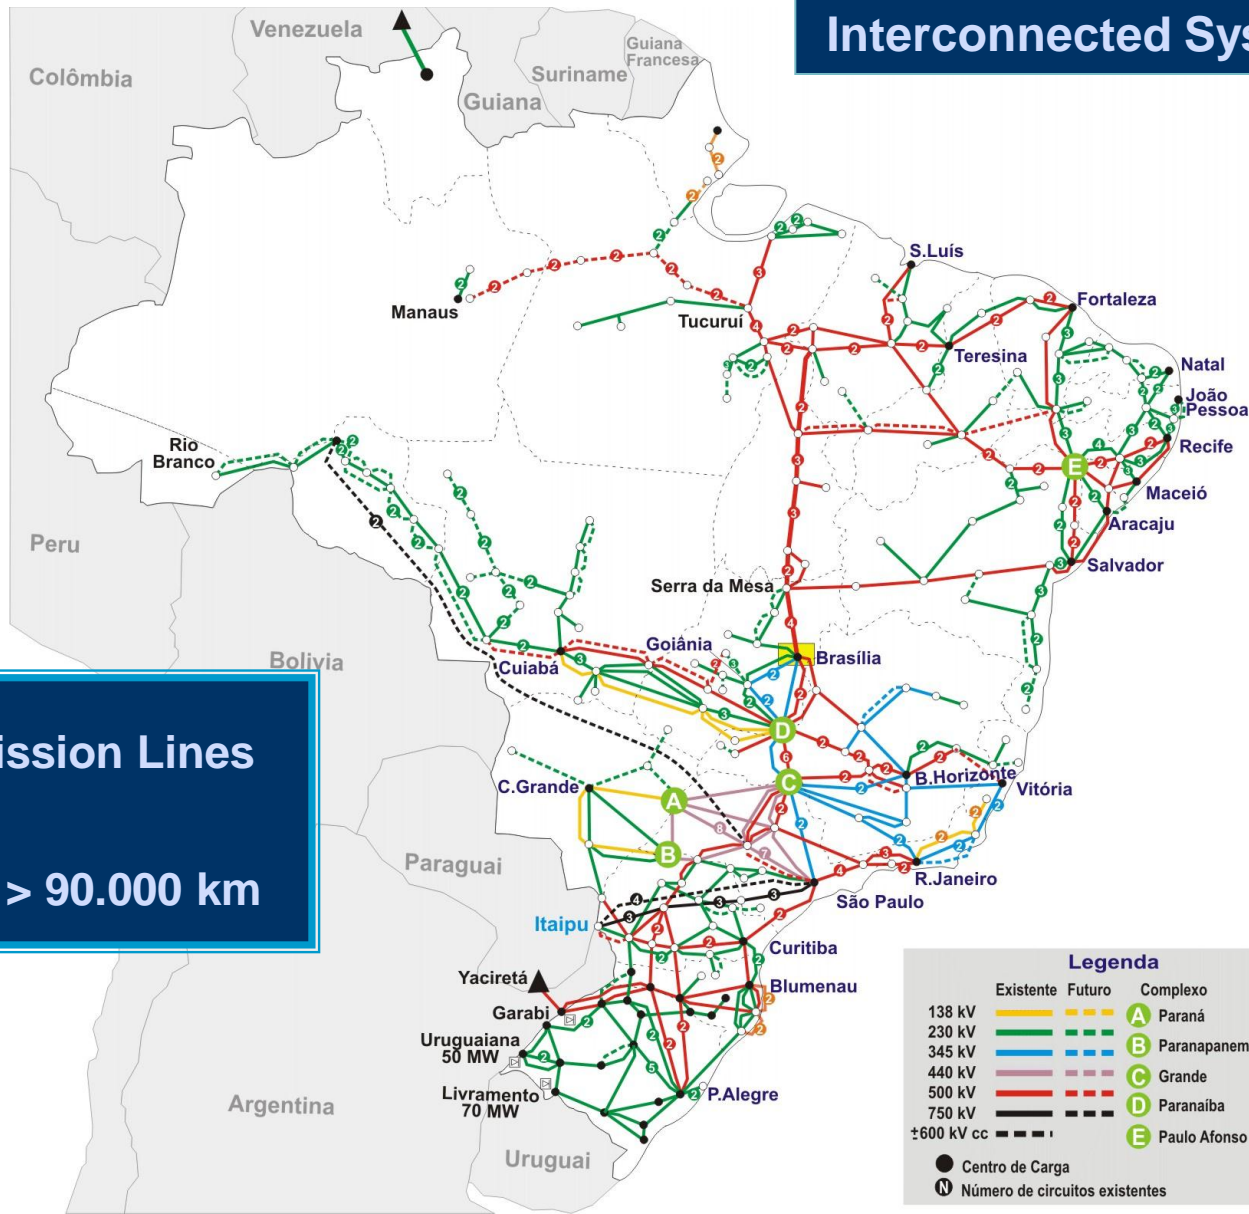 Interconnected Sys
Venezuela
Colômbia
Guiana
Francesa
Suriname
Guiana
S.Luís
Manaus
Tucuruí
Fortaleza
Teresina
Natal
João
Pessoa
Rio
Branco
Recife
Maceió
Peru
Aracaju
Salvador
Serra da Mesa
Goiânia
Brasília
Bolivia
Cuiabá
ission Lines
> 90.000 km
C.Grande
B.Horizonte
Vitória
A
B
C
D
E
Paraguai
R.Janeiro
São Paulo
Itaipu
Curitiba
Yaciretá
Blumenau
Garabi
Uruguaiana
50 MW
Livramento
70 MW
P.Alegre
Argentina
Uruguai
Legenda
Existente Futuro Complexo
138 kV A Paraná
230 kV B Paranapanem
345 kV
440 kV C Grande
500 kV D Paranaíba
750 kV
±600 kV cc E Paulo Afonso
Centro de Carga
N Número de circuitos existentes